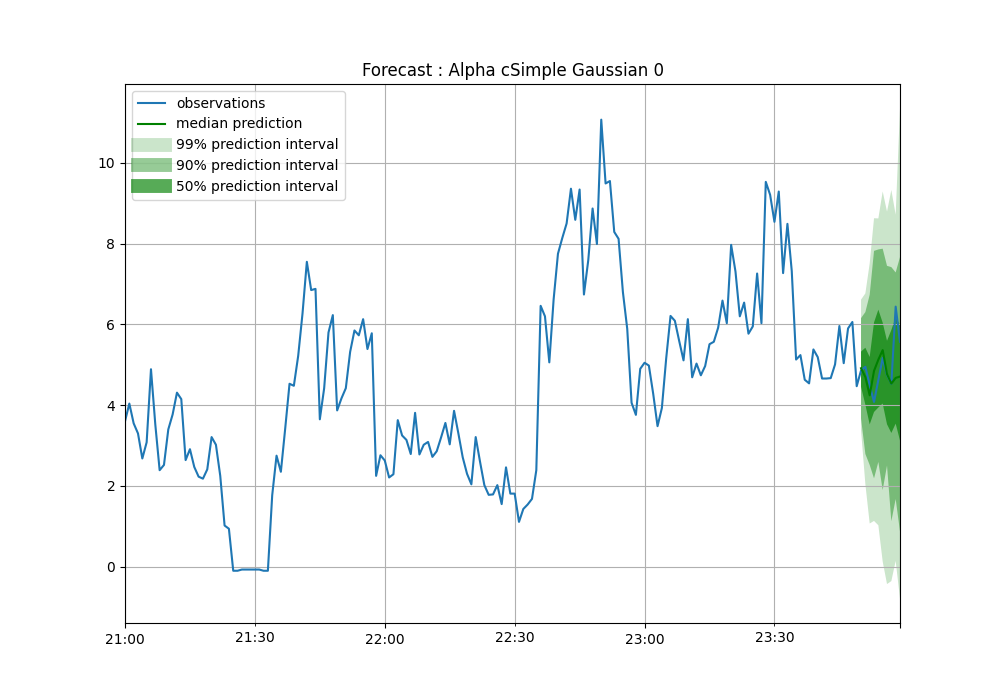 Forecast : Alpha cSimple Gaussian 0
observations
median prediction
99% prediction interval
90% prediction interval
50% prediction interval
10
8
6
4
2
0
21:00 21:30 22:00 22:30 23:00 23:30